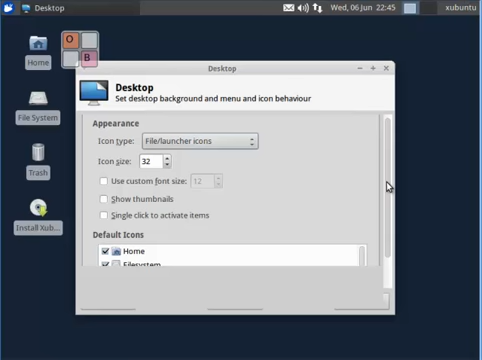 Desktop
Wed, 06 Jun 22:45
xubuntu
O
B
Home
File System
Trash
Install Xub...
Desktop
Desktop
Set desktop background and menu and icon behaviour
Appearance
Icon type: File/launcher icons
Icon size: 32
Use custom font size: 12
Show thumbnails
Single click to activate items
Default Icons
Home
Filesystem